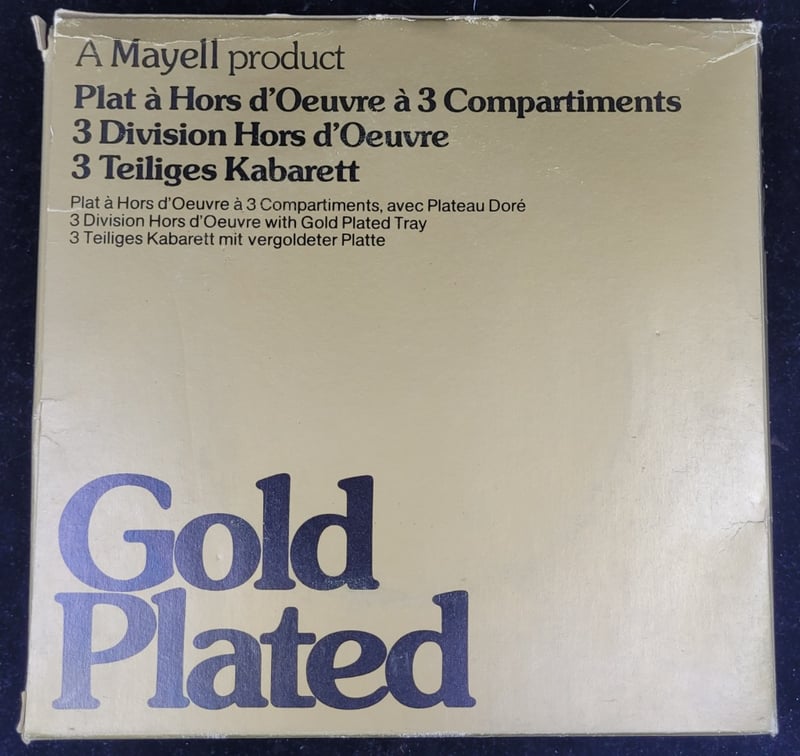 A Mayell product
Plat à Hors d'Oeuvre à 3 Compartiments
3 Division Hors d'Oeuvre
3 Teiliges Kabarett
Plat à Hors d'Oeuvre à 3 Compartiments, avec Plateau Doré
3 Division Hors d'Oeuvre with Gold Plated Tray
3 Teiliges Kabarett mit vergoldeter Platte
Gold
Plated